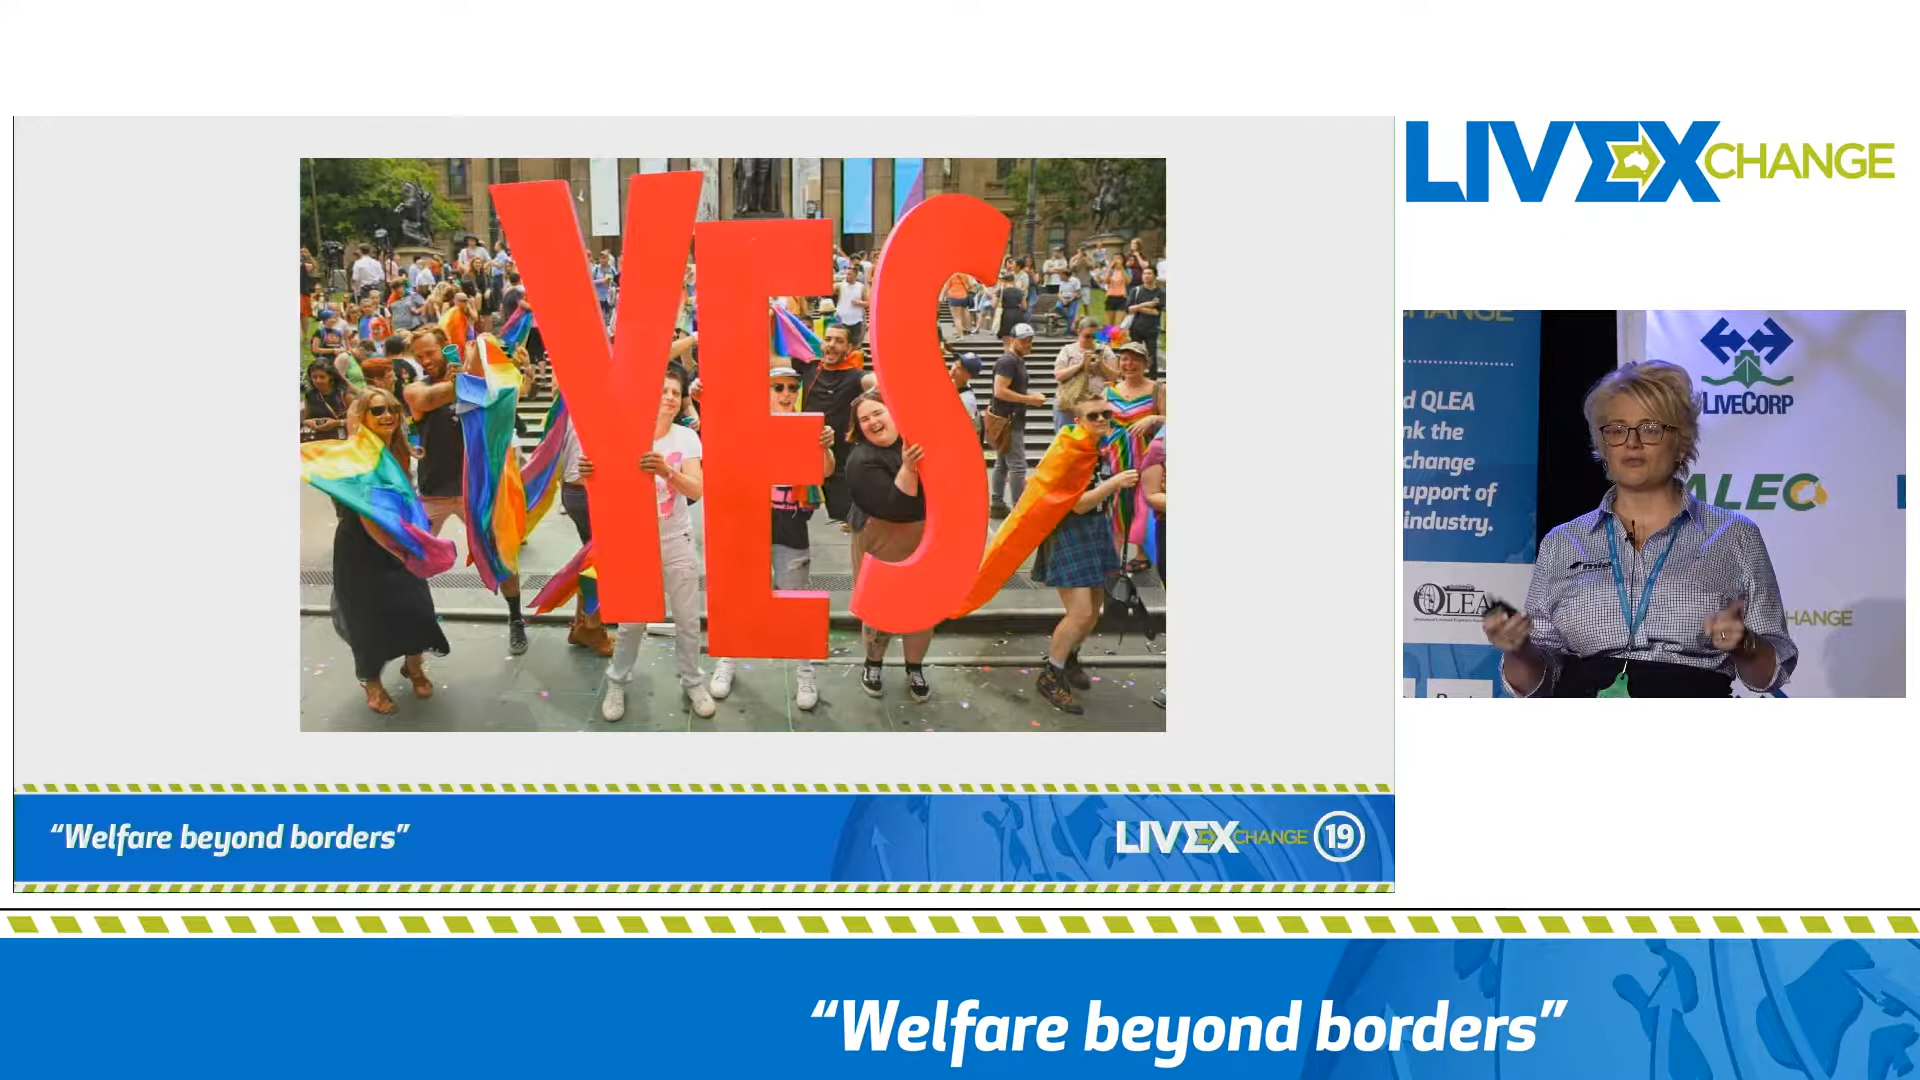 YES
“Welfare beyond borders”
LIVEXCHANGE 19
LIVEXCHANGE
CHANGE
d QLEA
nk the
change
upport of
industry.
QLEA
LIVECORP
ALEC
HANGE
“Welfare beyond borders”